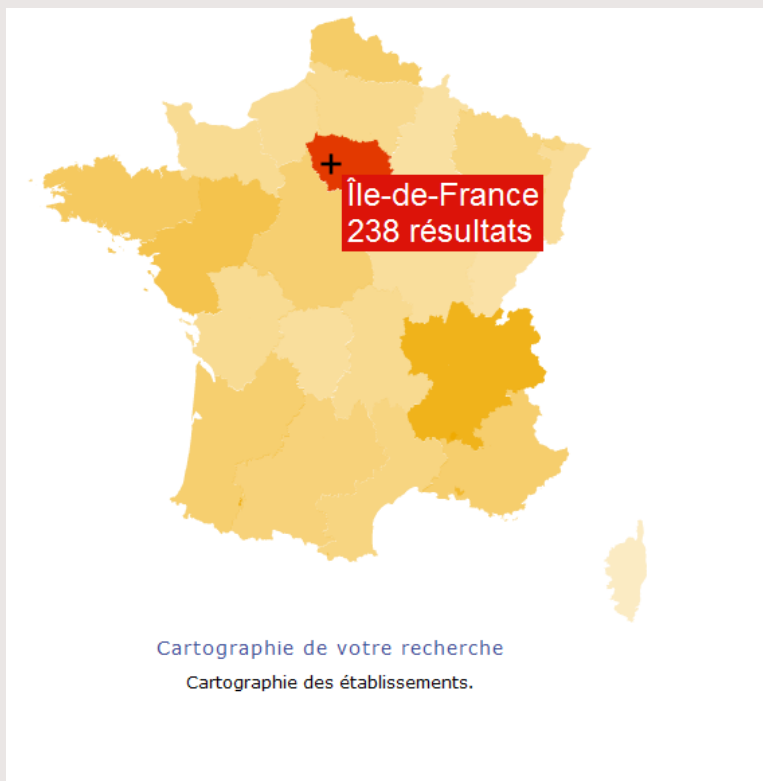 Île-de-France
238 résultats
Cartographie de votre recherche
Cartographie des établissements.